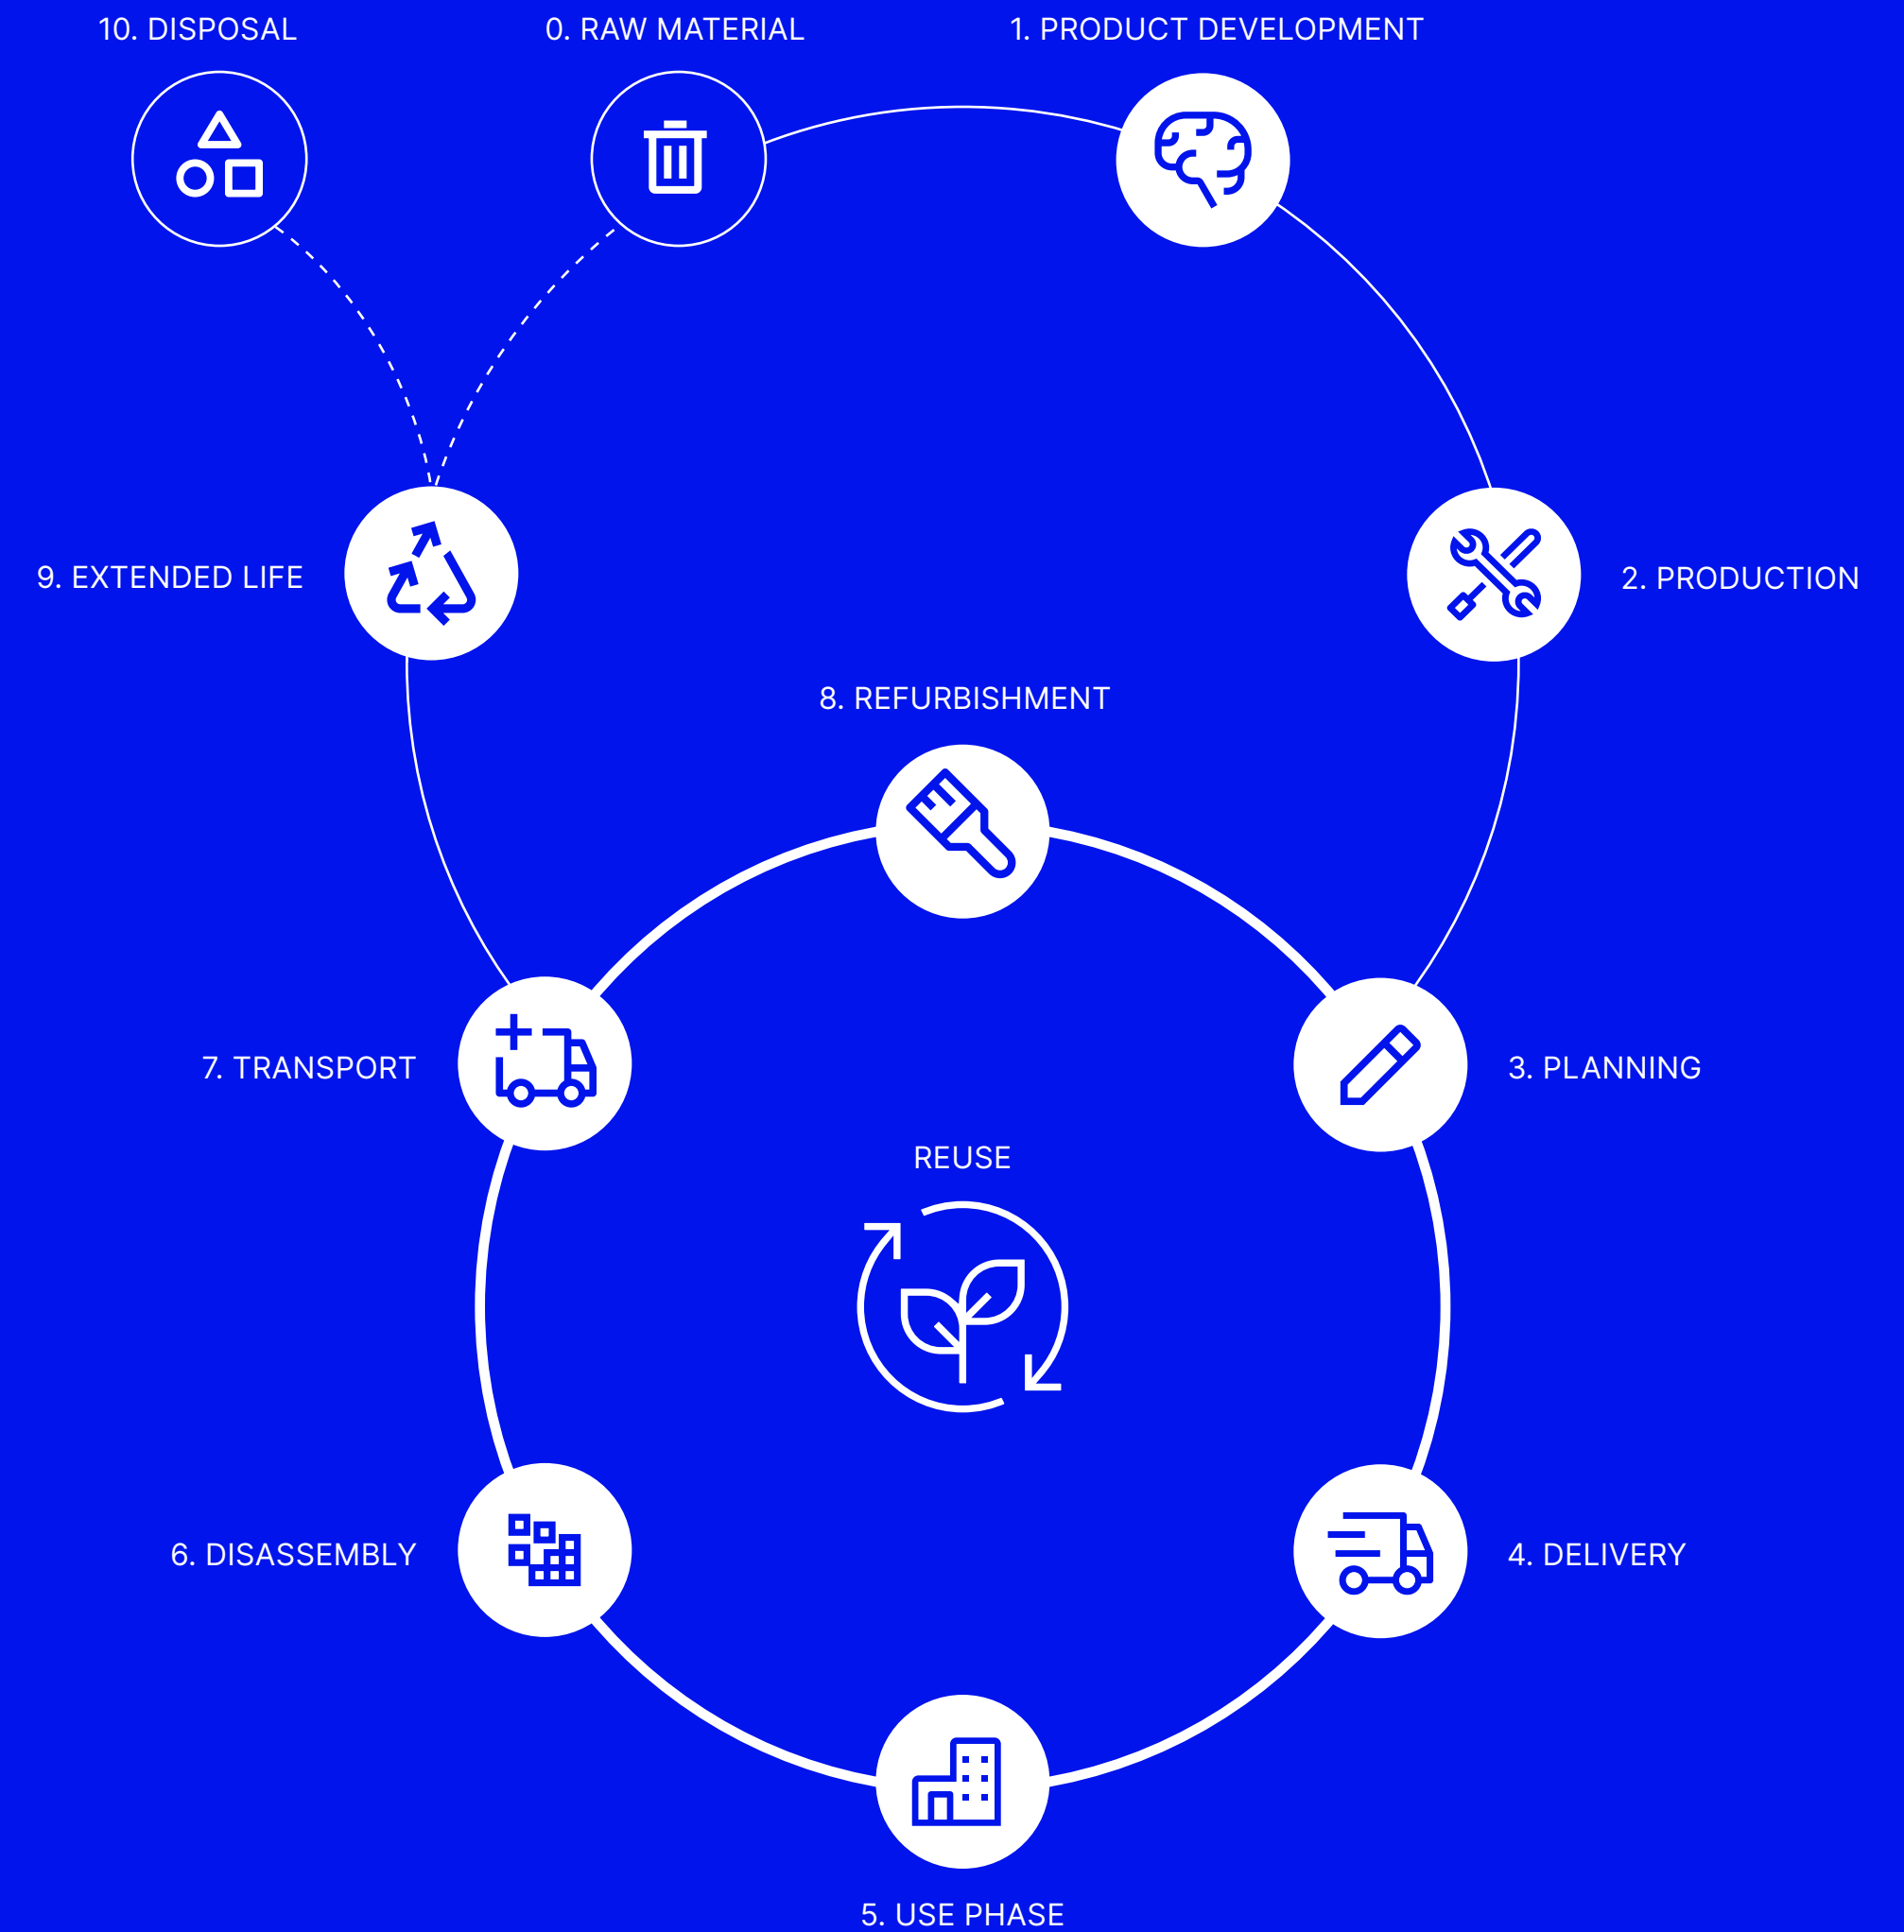 10. DISPOSAL
0. RAW MATERIAL
1. PRODUCT DEVELOPMENT
9. EXTENDED LIFE
2. PRODUCTION
8. REFURBISHMENT
7. TRANSPORT
3. PLANNING
REUSE
6. DISASSEMBLY
4. DELIVERY
5. USE PHASE